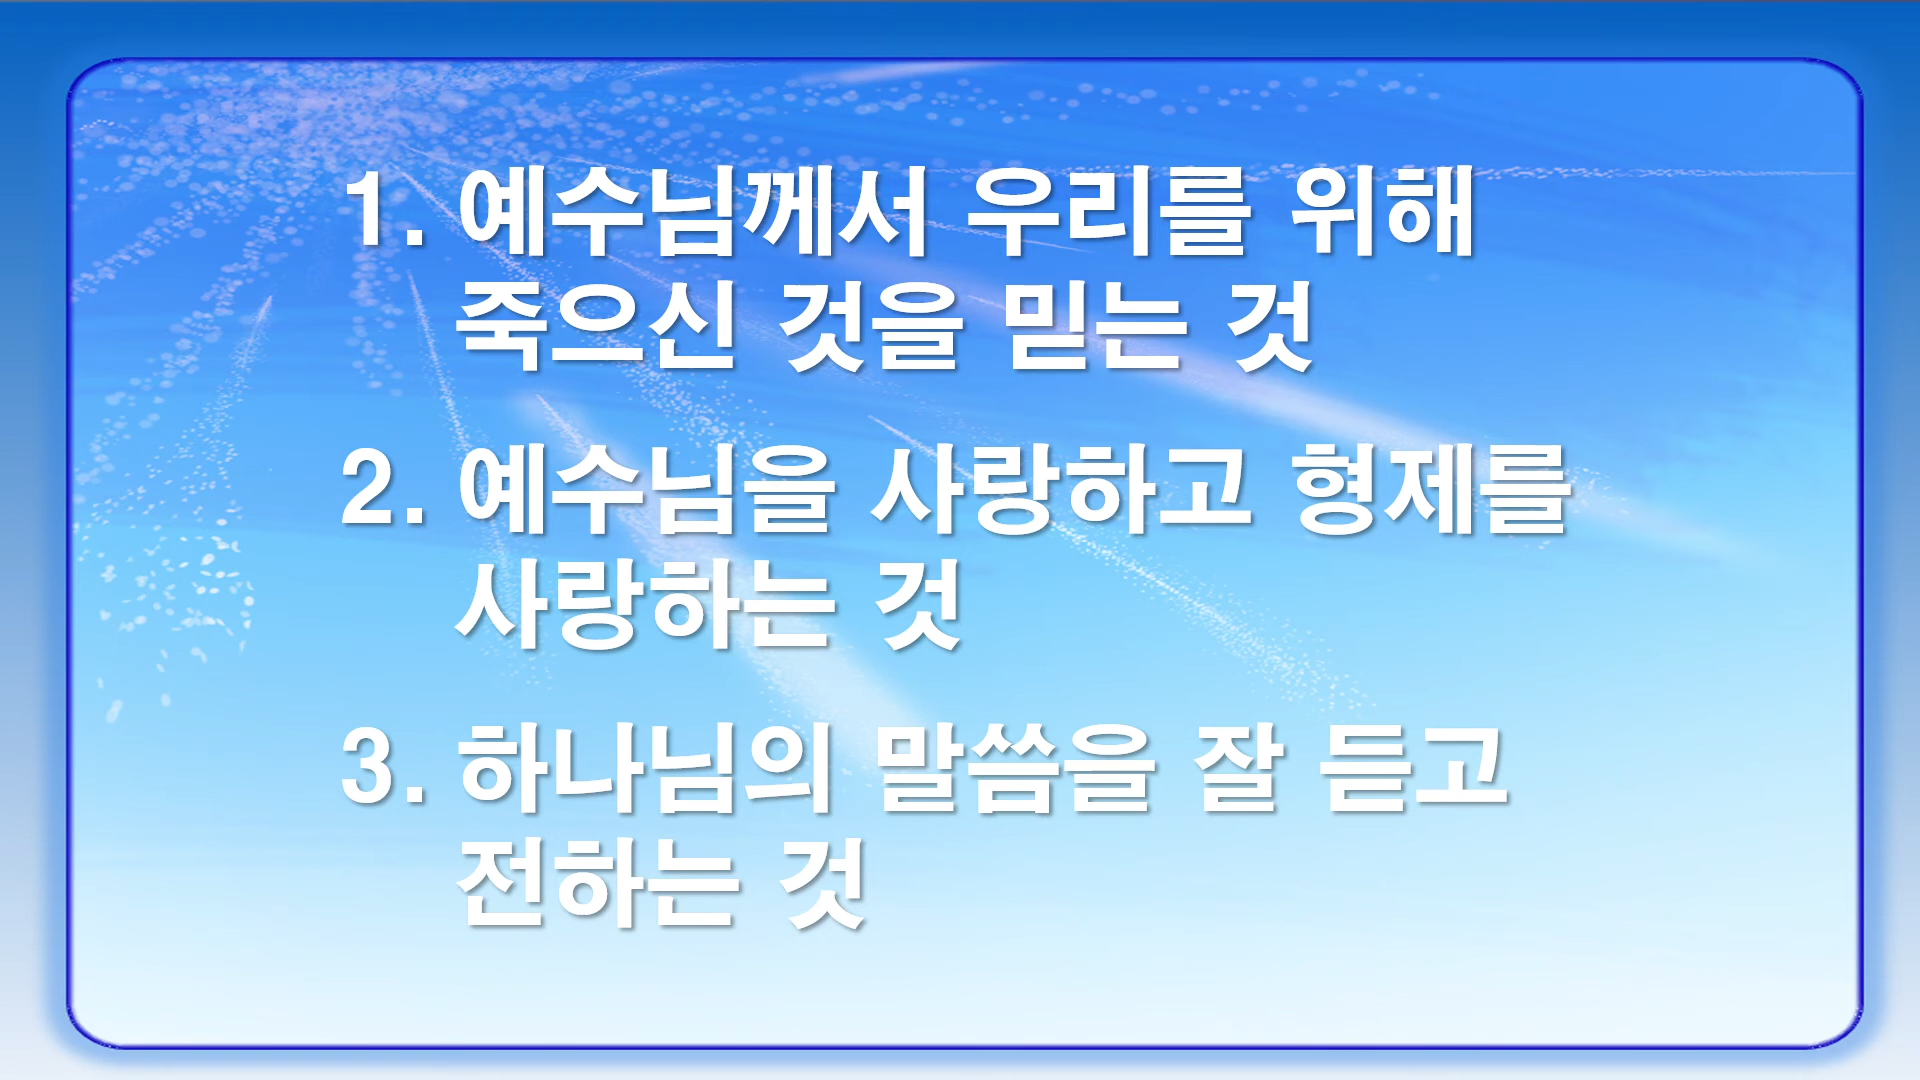 1. 예수님께서 우리를 위해
죽으신 것을 믿는 것
2. 예수님을 사랑하고 형제를
사랑하는 것
3. 하나님의 말씀을 잘 듣고
전하는 것